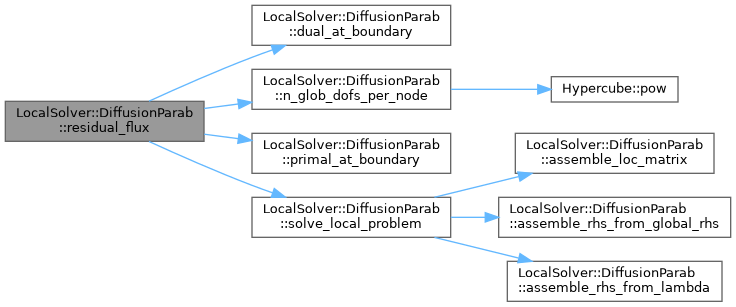 LocalSolver::DiffusionParab
::residual_flux
LocalSolver::DiffusionParab
::dual_at_boundary
LocalSolver::DiffusionParab
::n_glob_dofs_per_node
Hypercube::pow
LocalSolver::DiffusionParab
::primal_at_boundary
LocalSolver::DiffusionParab
::solve_local_problem
LocalSolver::DiffusionParab
::assemble_loc_matrix
LocalSolver::DiffusionParab
::assemble_rhs_from_global_rhs
LocalSolver::DiffusionParab
::assemble_rhs_from_lambda